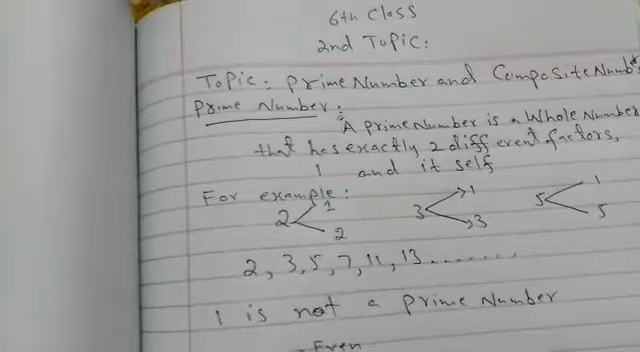 6th Class
2nd Topic:
Topic: Prime Number and Composite Numb
Prime Number:
A prime Number is a Whole Number
that has exactly 2 different factors,
1 and it self
For example:
2 1 2 3 1 3 5 1 5
2, 3, 5, 7, 11, 13.......
1 is not a prime Number
Even